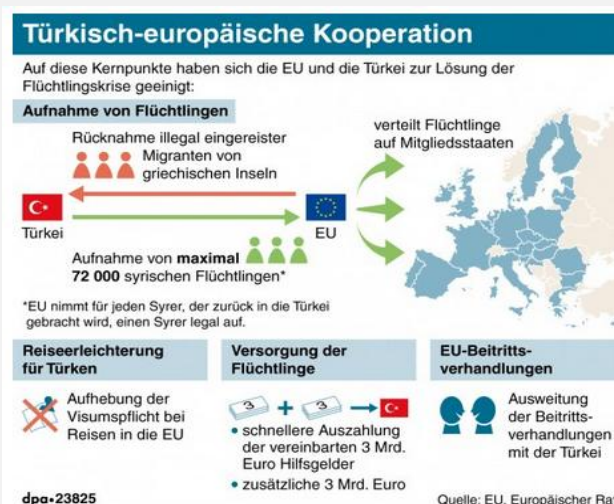 Türkisch-europäische Kooperation
Auf diese Kernpunkte haben sich die EU und die Türkei zur Lösung der
Flüchtlingskrise geeinigt:
Aufnahme von Flüchtlingen
Rücknahme illegal eingereister
Migranten von
griechischen Inseln
verteilt Flüchtlinge
auf Mitgliedsstaaten
Türkei
EU
Aufnahme von maximal
72 000 syrischen Flüchtlingen*
*EU nimmt für jeden Syrer, der zurück in die Türkei
gebracht wird, einen Syrer legal auf.
Reiseerleichterung
für Türken
Aufhebung der
Visumspflicht bei
Reisen in die EU
Versorgung der
Flüchtlinge
3 + 3
• schnellere Auszahlung
der vereinbarten 3 Mrd.
Euro Hilfsgelder
• zusätzliche 3 Mrd. Euro
EU-Beitritts-
verhandlungen
Ausweitung
der Beitritts-
verhandlungen
mit der Türkei
dpa•23825
Quelle: EU, Europäischer Ra